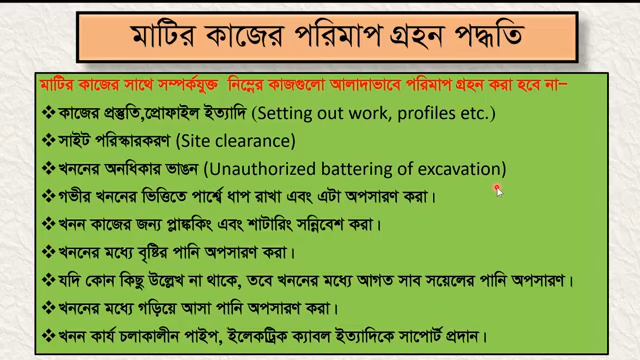 মাটির কাজের পরিমাপ গ্রহন পদ্ধতি
মাটির কাজের সাথে সম্পর্কযুক্ত নিম্নের কাজগুলো আলাদাভাবে পরিমাপ গ্রহন করা হবে না–
❖কাজের প্রস্তুতি,প্রোফাইল ইত্যাদি (Setting out work, profiles etc.)
❖সাইট পরিস্কারকরণ (Site clearance)
❖খননের অনধিকার ভাঙন (Unauthorized battering of excavation)
❖গভীর খননের ভিত্তিতে পার্শ্বে ধাপ রাখা এবং এটা অপসারণ করা।
❖খনন কাজের জন্য প্লাঙ্ককিং এবং শাটারিং সন্নিবেশ করা।
❖খননের মধ্যে বৃষ্টির পানি অপসারণ করা।
❖যদি কোন কিছু উল্লেখ না থাকে, তবে খননের মধ্যে আগত সাব সয়েলের পানি অপসারণ।
❖খননের মধ্যে গড়িয়ে আসা পানি অপসারণ করা।
❖খনন কার্য চলাকালীন পাইপ, ইলেকট্রিক ক্যাবল ইত্যাদিকে সাপোর্ট প্রদান।